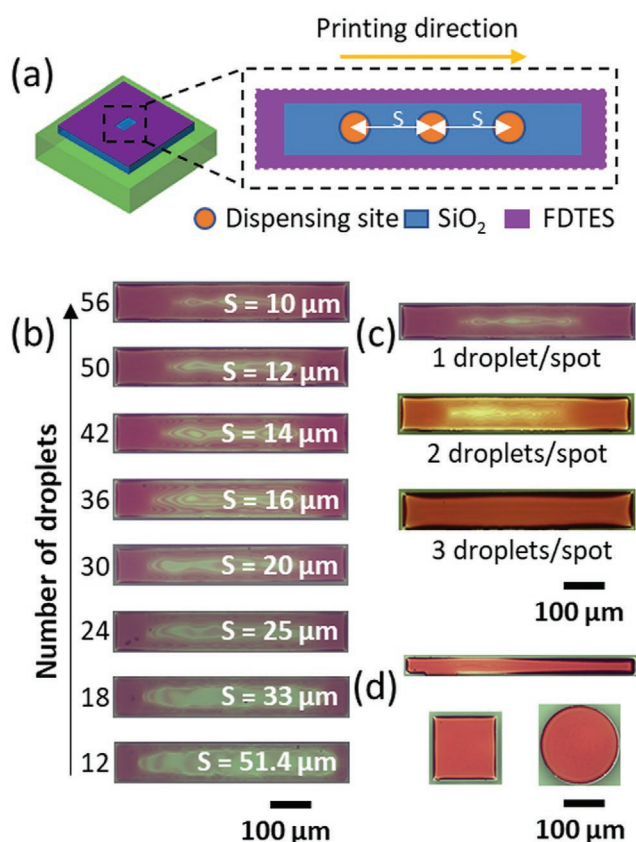 (a)
Printing direction
S
S
Dispensing site
SiO₂
FDTES
(b)
Number of droplets
56
S = 10 µm
50
S = 12 µm
42
S = 14 µm
36
S = 16 µm
30
S = 20 µm
24
S = 25 µm
18
S = 33 µm
12
S = 51.4 µm
100 µm
(c)
1 droplet/spot
2 droplets/spot
3 droplets/spot
100 µm
(d)
100 µm